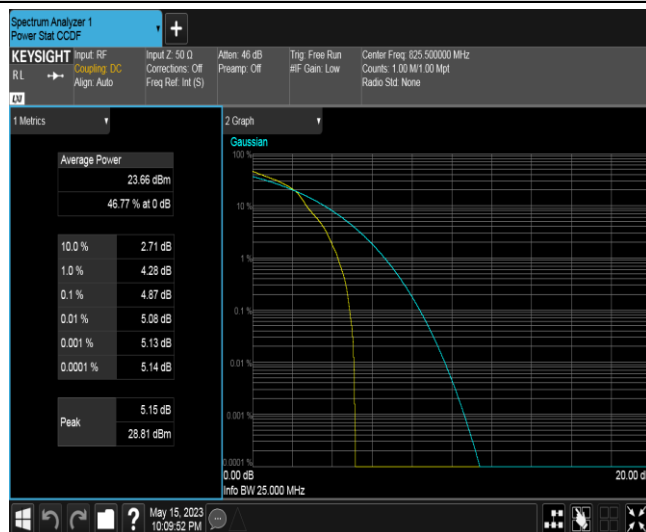 Spectrum Analyzer 1
Power Stat CCDF
+
KEYSIGHT
RL
Input: RF
Coupling: DC
Align: Auto
Input Z: 50 Ω
Corrections: Off
Freq Ref: Int (S)
Atten: 46 dB
Preamp: Off
Trig: Free Run
#IF Gain: Low
Center Freq: 825.500000 MHz
Counts: 1.00 M/1.00 Mpt
Radio Std: None
LXI
1 Metrics
Average Power
23.66 dBm
46.77 % at 0 dB
10.0 % 2.71 dB
1.0 % 4.28 dB
0.1 % 4.87 dB
0.01 % 5.08 dB
0.001 % 5.13 dB
0.0001 % 5.14 dB
Peak
5.15 dB
28.81 dBm
2 Graph
Gaussian
100 %
10 %
1 %
0.1 %
0.01 %
0.001 %
0.0001 %
0.00 dB
20.00 d
Info BW 25.000 MHz
?
May 15, 2023
10:09:52 PM